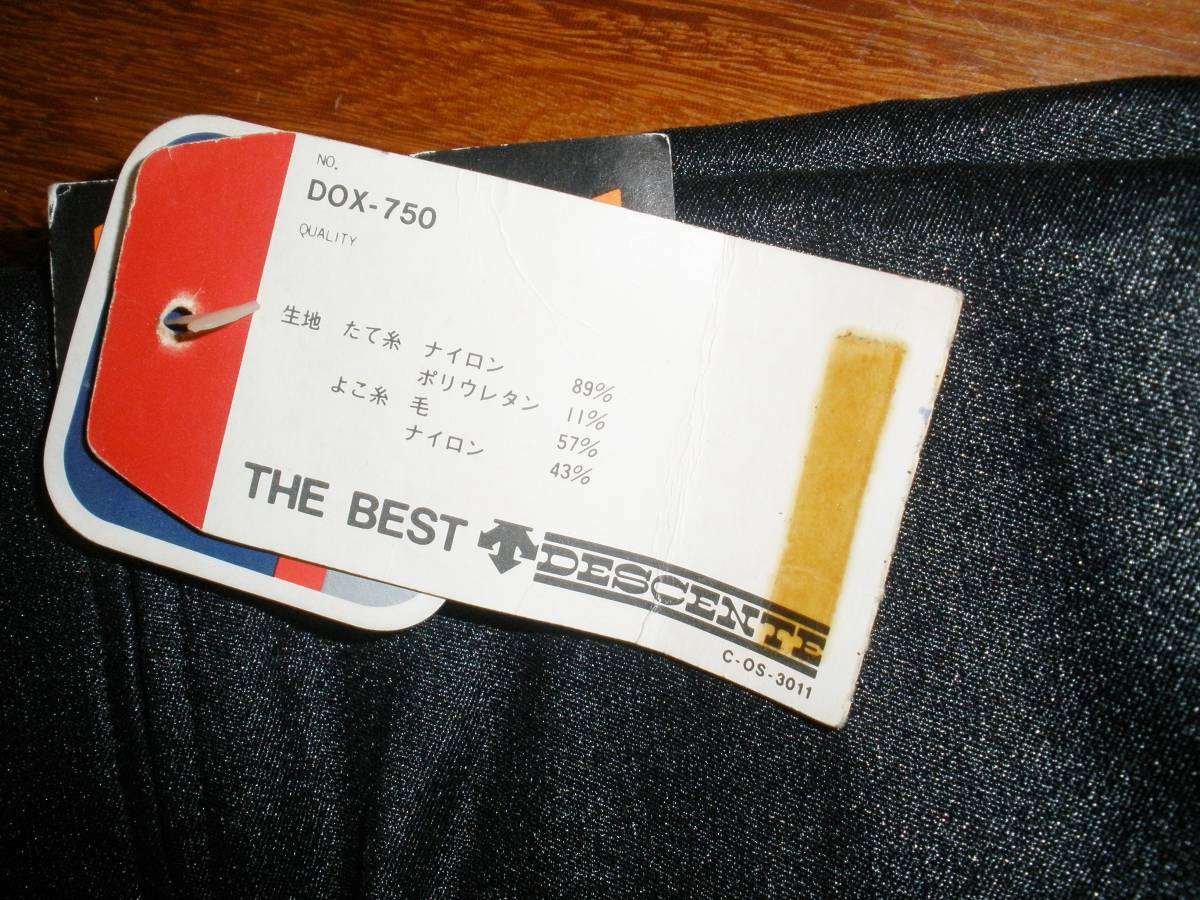 NO.
DOX-750
QUALITY
生地 たて糸 ナイロン 89%
ポリウレタン 11%
よこ糸 毛 57%
ナイロン 43%
THE BEST DESCENTE
C-OS-3011